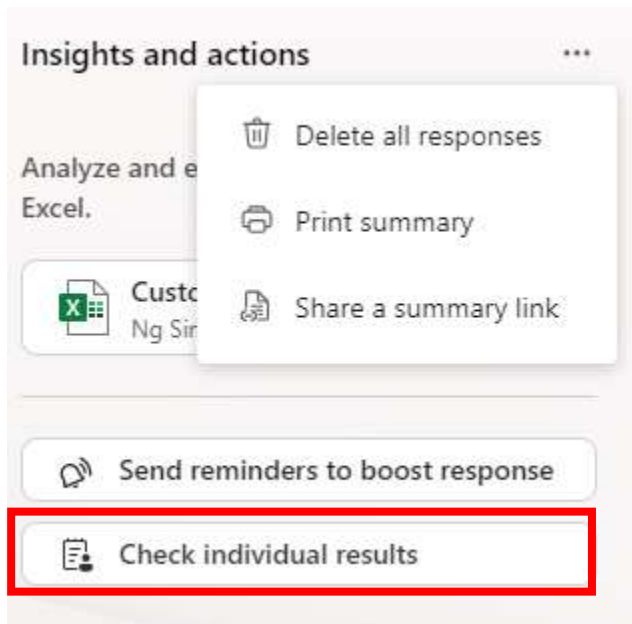 Insights and actions
Delete all responses
Analyze and e
Excel.
Print summary
Custo
Ng Sin
Share a summary link
Send reminders to boost response
Check individual results